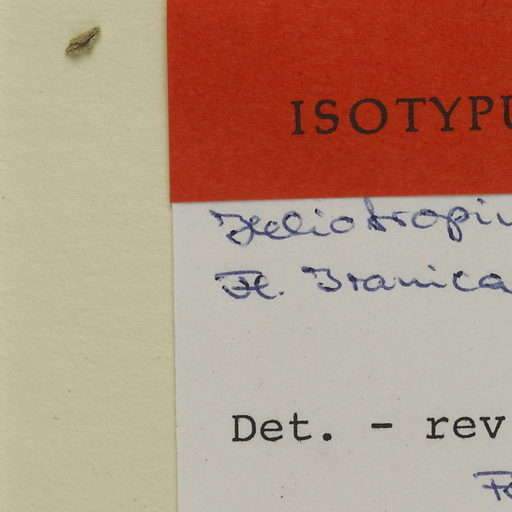 ISOTYPU
Heliotropiu
Fl. Iranica
Det. - rev